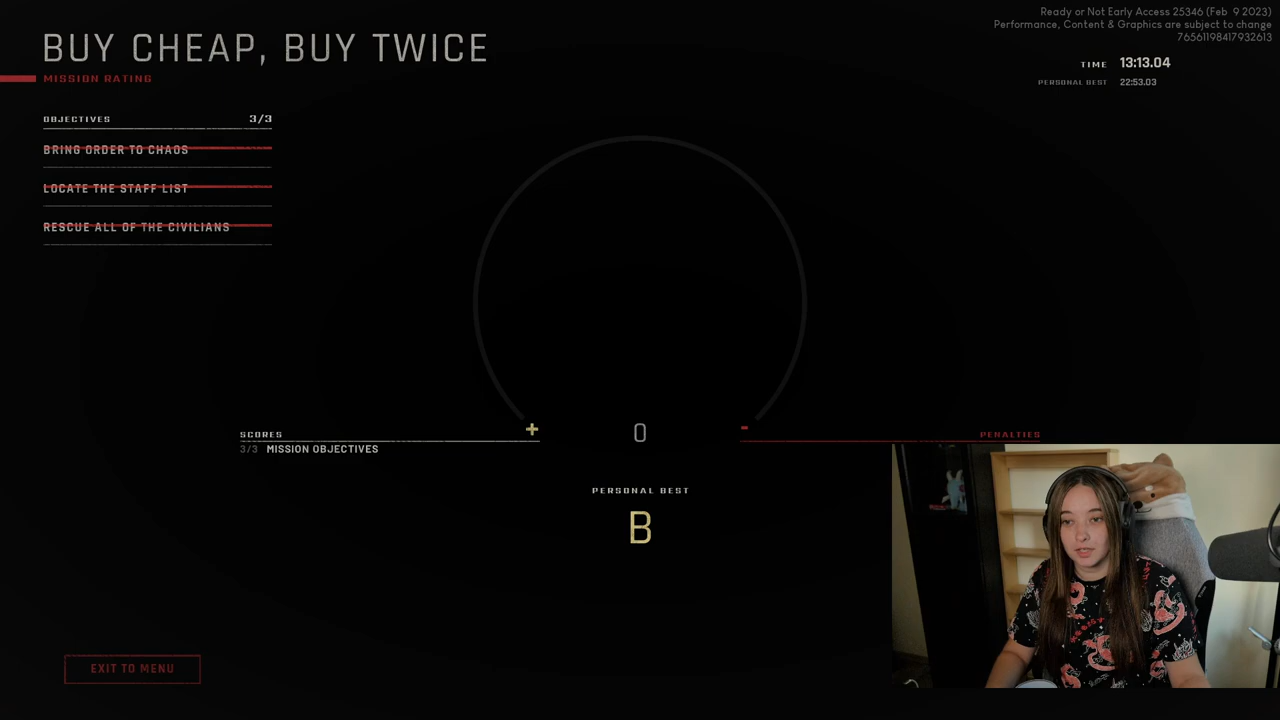 Ready or Not Early Access 25346 (Feb 9 2023)
Performance, Content & Graphics are subject to change
76561198417932613
BUY CHEAP, BUY TWICE
MISSION RATING
TIME 13:13.04
PERSONAL BEST 22:53.03
OBJECTIVES 3/3
BRING ORDER TO CHAOS
LOCATE THE STAFF LIST
RESCUE ALL OF THE CIVILIANS
SCORES + 0 - PENALTIES
3/3 MISSION OBJECTIVES
PERSONAL BEST
B
EXIT TO MENU